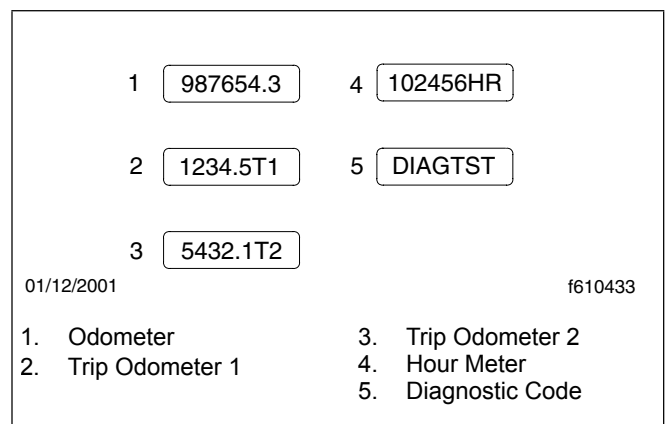 1 987654.3 4 102456HR
2 1234.5T1 5 DIAGTST
3 5432.1T2
01/12/2001 f610433
1. Odometer
2. Trip Odometer 1
3. Trip Odometer 2
4. Hour Meter
5. Diagnostic Code